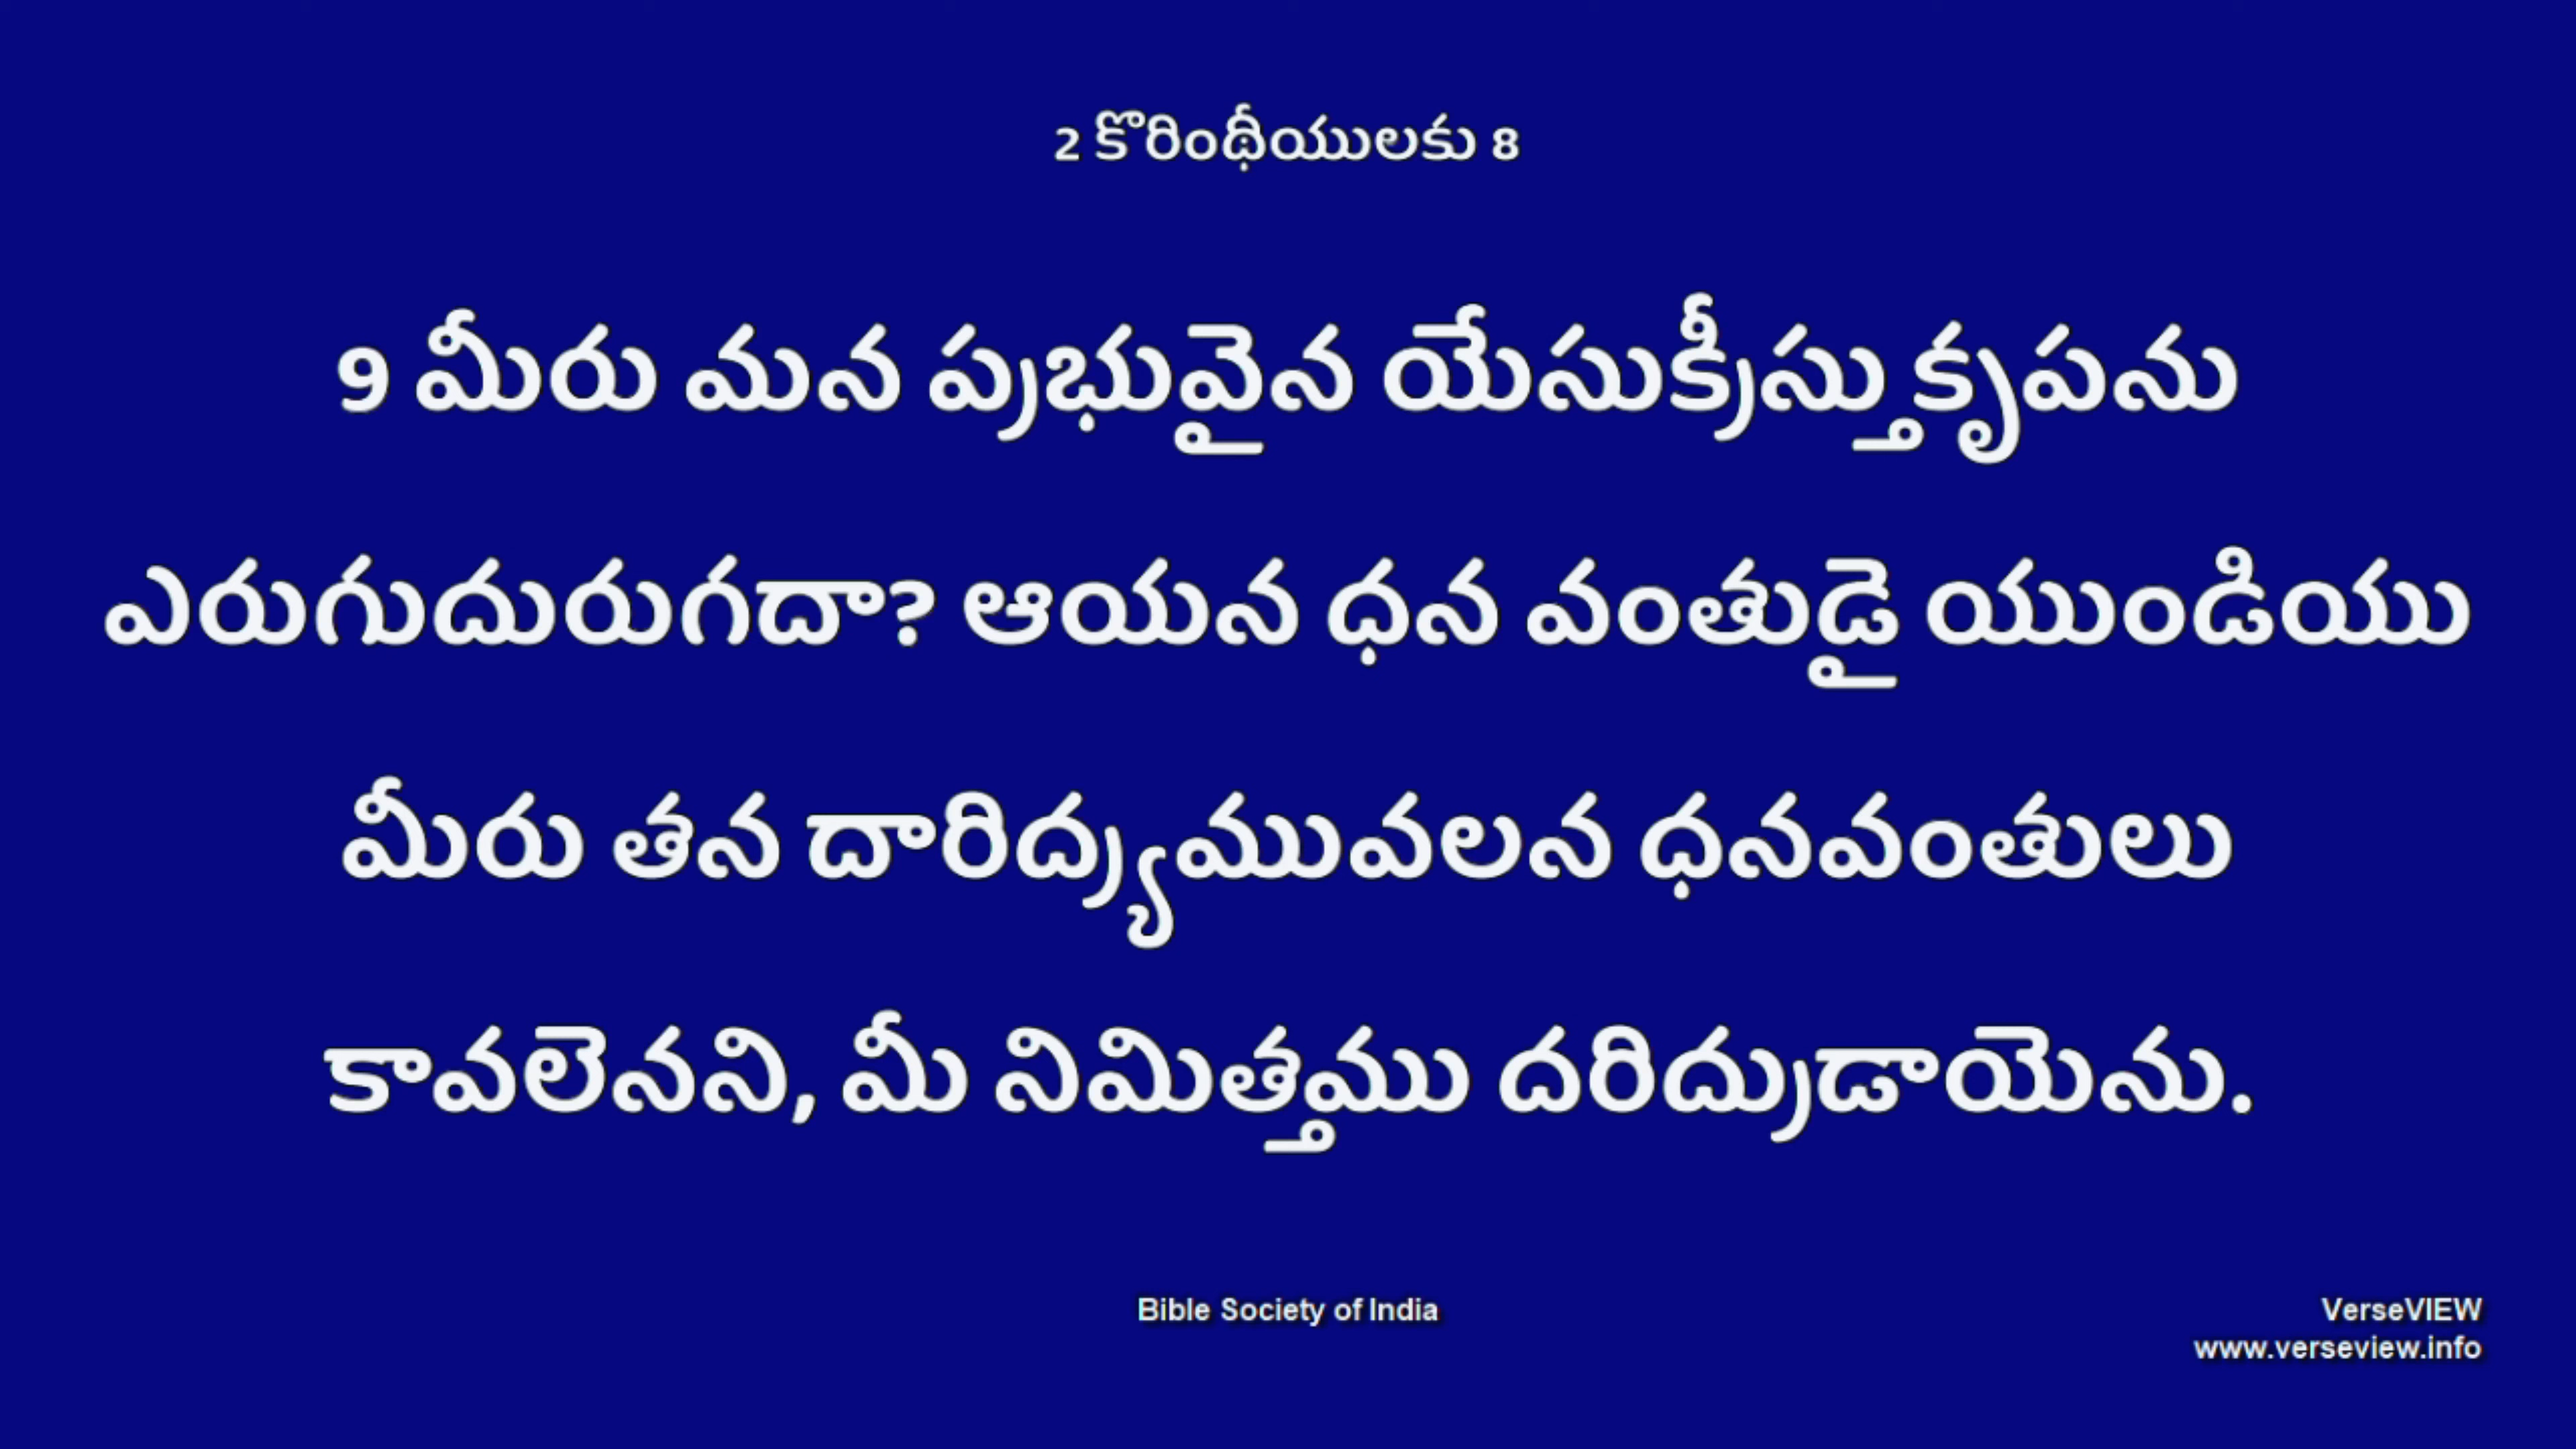 2 కొరింథీయులకు 8
9 మీరు మన ప్రభువైన యేసుక్రీస్తుకృపను
ఎరుగుదురుగదా? ఆయన ధన వంతుడై యుండియు
మీరు తన దారిద్ర్యమువలన ధనవంతులు
కావలెనని, మీ నిమిత్తము దరిద్రుడాయెను.
Bible Society of India
VerseVIEW
www.verseview.info